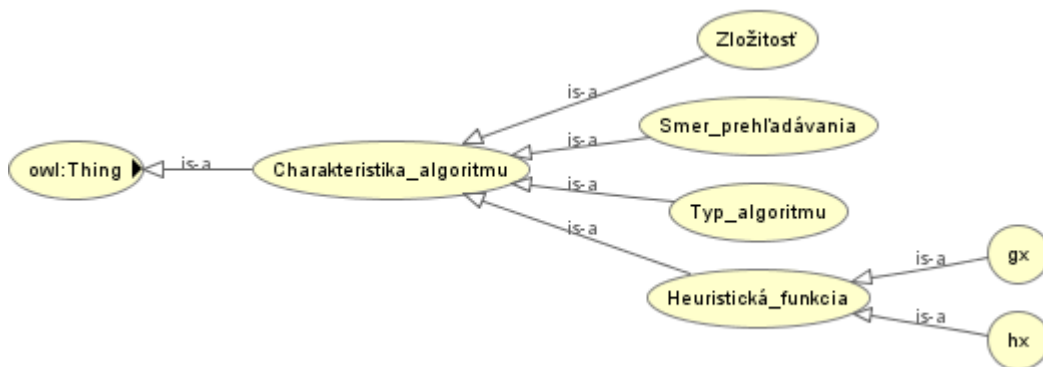 Zložitosť
is-a
Smer_prehľadávania
is-a
owl:Thing
is-a
Charakteristika_algoritmu
is-a
Typ_algoritmu
is-a
gx
is-a
Heuristická_funkcia
is-a
hx